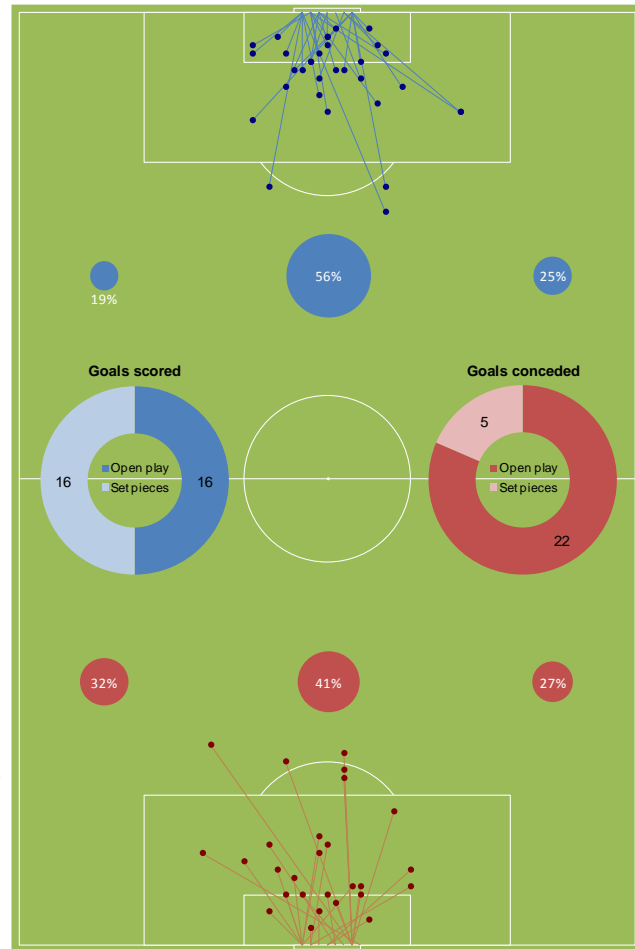 56%
25%
19%
Goals scored
Goals conceded
5
Open play
Set pieces
16
16
Open play
Set pieces
22
32%
41%
27%